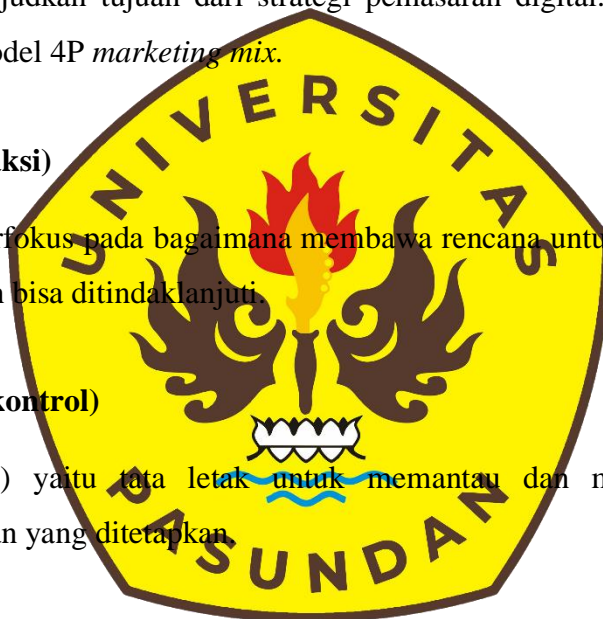 judkan tujuan dari strategi pemasaran digital.
odel 4P marketing mix.
UNIVERSITAS
ksi)
rfokus pada bagaimana membawa rencana untu
n bisa ditindaklanjuti.
kontrol)
) yaitu tata letak untuk memantau dan m
an yang ditetapkan.
PASUNDAN